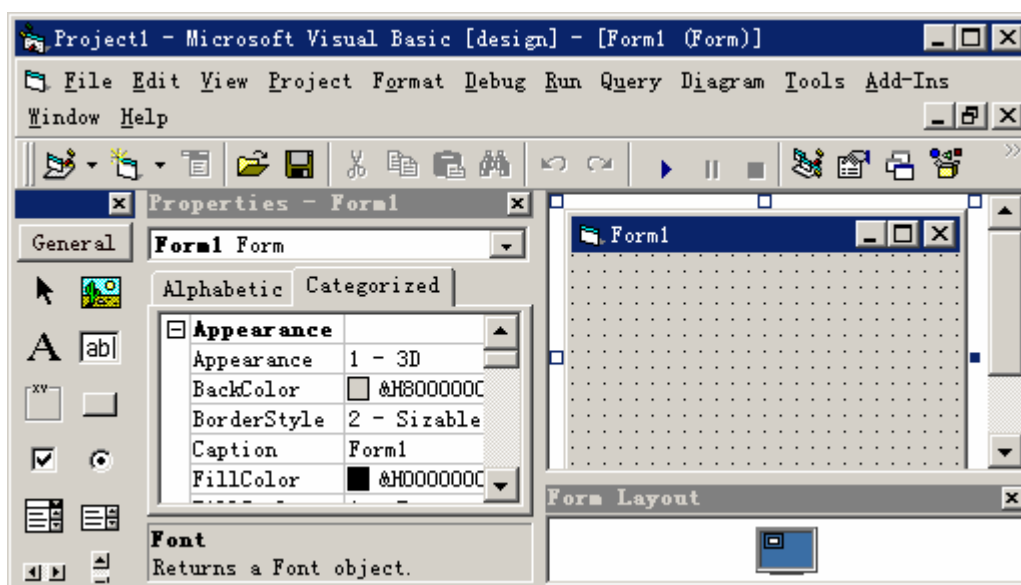 Project1 - Microsoft Visual Basic [design] - [Form1 (Form)]
File Edit View Project Format Debug Run Query Diagram Tools Add-Ins
Window Help
Properties - Form1
General
Form1 Form
Form1
Alphabetic Categorized
A
ab
XY
Appearance
Appearance 1 - 3D
BackColor &H8000000
BorderStyle 2 - Sizable
Caption Form1
FillColor &H0000000
Form Layout
Font
Returns a Font object.